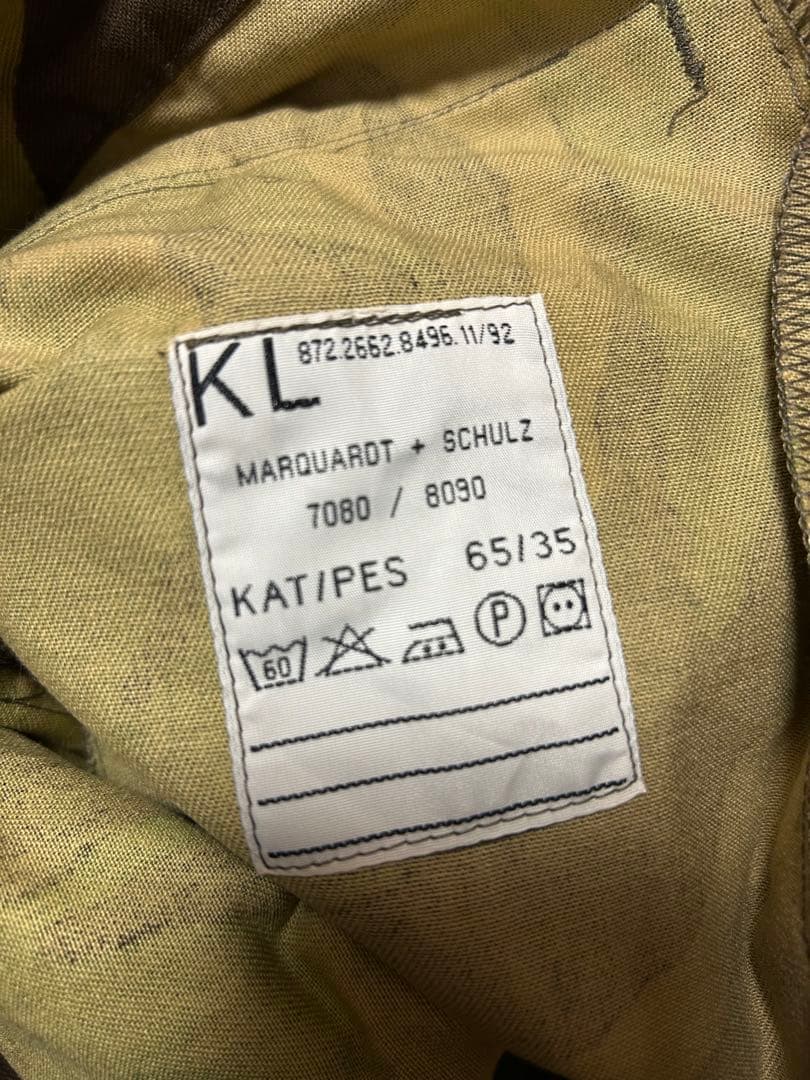 KL 872.2662.8496.11/92
MARQUARDT + SCHULZ
7080 / 8090
KAT/PES 65/35
60 P